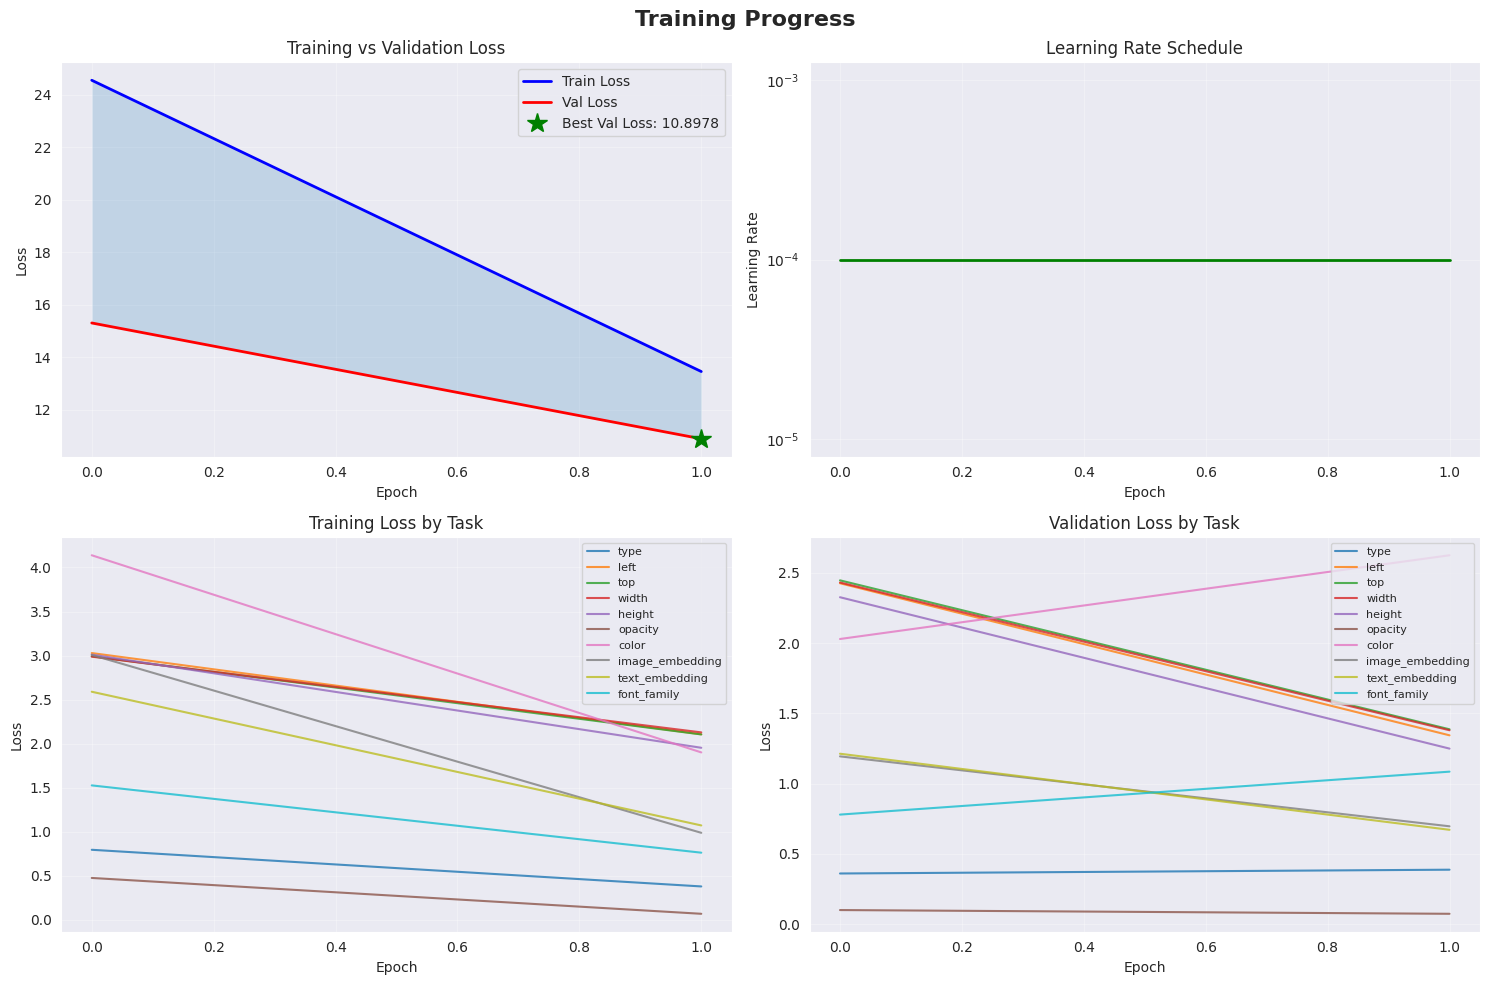 Training Progress
Training vs Validation Loss
Train Loss
Val Loss
Best Val Loss: 10.8978
24
22
20
18
16
14
12
Loss
0.0 0.2 0.4 0.6 0.8 1.0
Epoch
Learning Rate Schedule
10⁻³
10⁻⁴
10⁻⁵
Learning Rate
0.0 0.2 0.4 0.6 0.8 1.0
Epoch
Training Loss by Task
type
left
top
width
height
opacity
color
image_embedding
text_embedding
font_family
4.0
3.5
3.0
2.5
2.0
1.5
1.0
0.5
0.0
Loss
0.0 0.2 0.4 0.6 0.8 1.0
Epoch
Validation Loss by Task
type
left
top
width
height
opacity
color
image_embedding
text_embedding
font_family
2.5
2.0
1.5
1.0
0.5
0.0
Loss
0.0 0.2 0.4 0.6 0.8 1.0
Epoch